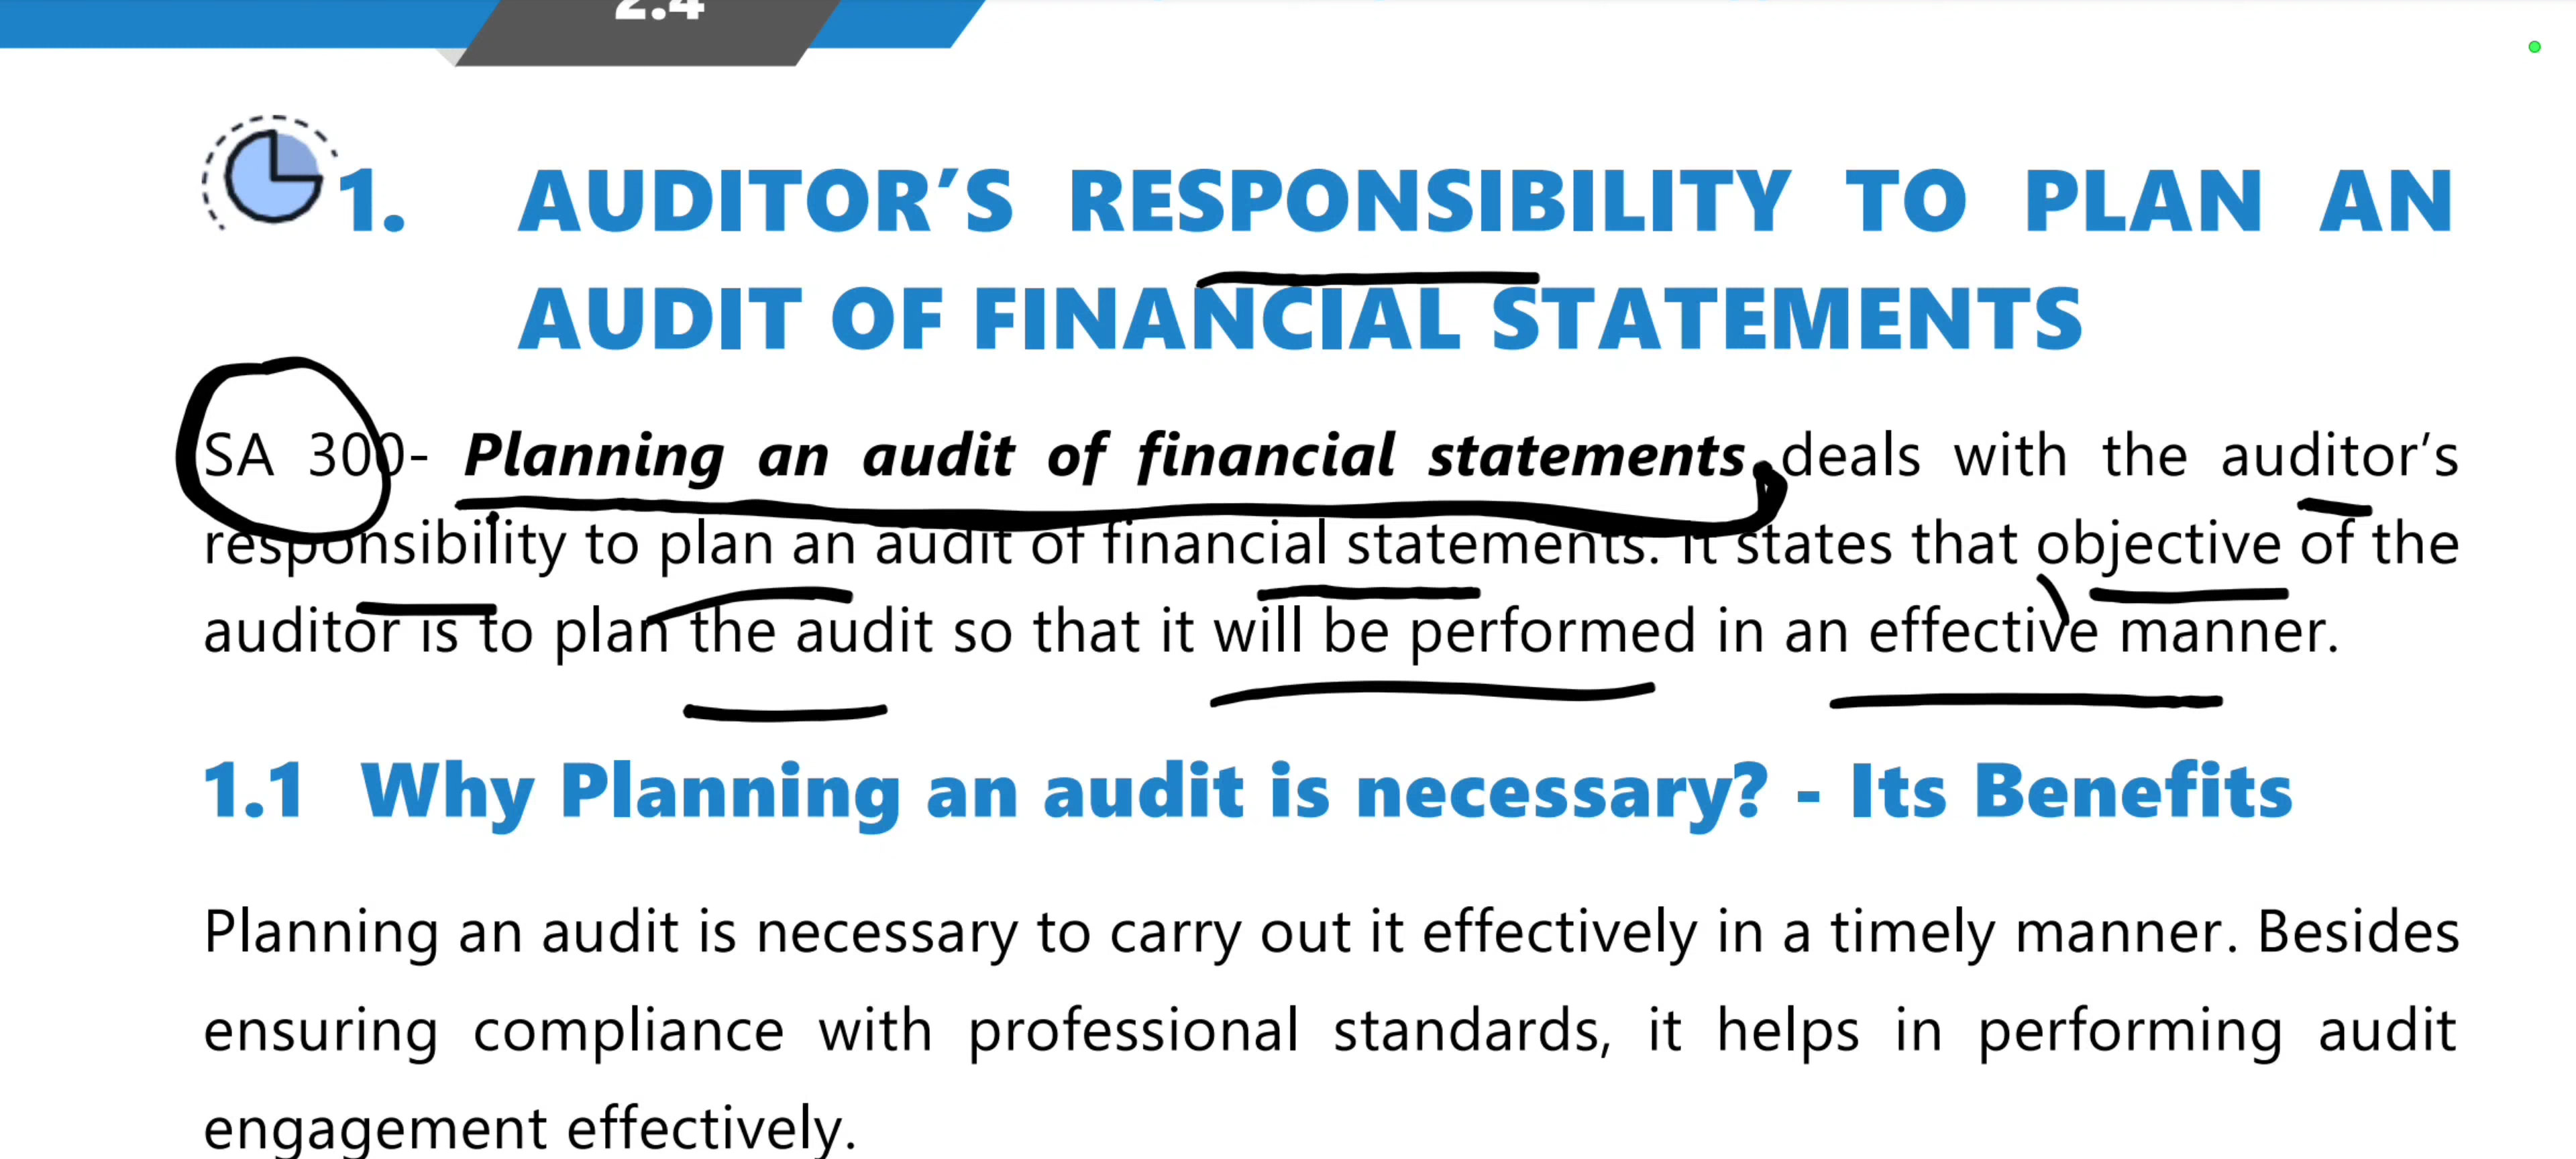 2.4
1. AUDITOR’S RESPONSIBILITY TO PLAN AN
AUDIT OF FINANCIAL STATEMENTS
SA 300- Planning an audit of financial statements, deals with the auditor’s
responsibility to plan an audit of financial statements. It states that objective of the
auditor is to plan the audit so that it will be performed in an effective manner.
1.1 Why Planning an audit is necessary? - Its Benefits
Planning an audit is necessary to carry out it effectively in a timely manner. Besides
ensuring compliance with professional standards, it helps in performing audit
engagement effectively.